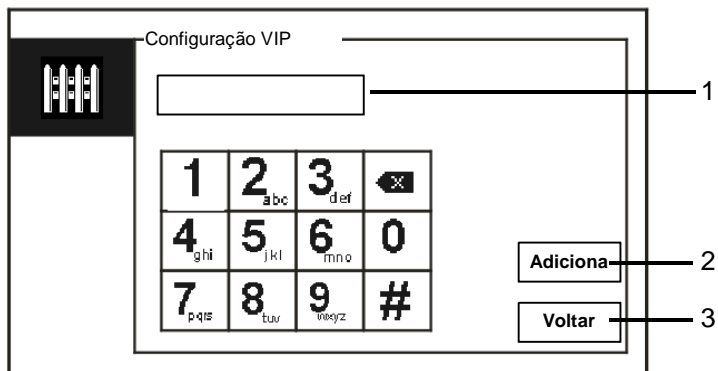 Configuração VIP
1
1 2abc 3def X
4ghi 5jkl 6mno 0
Adiciona 2
7pqrs 8tuv 9wxyz #
Voltar 3